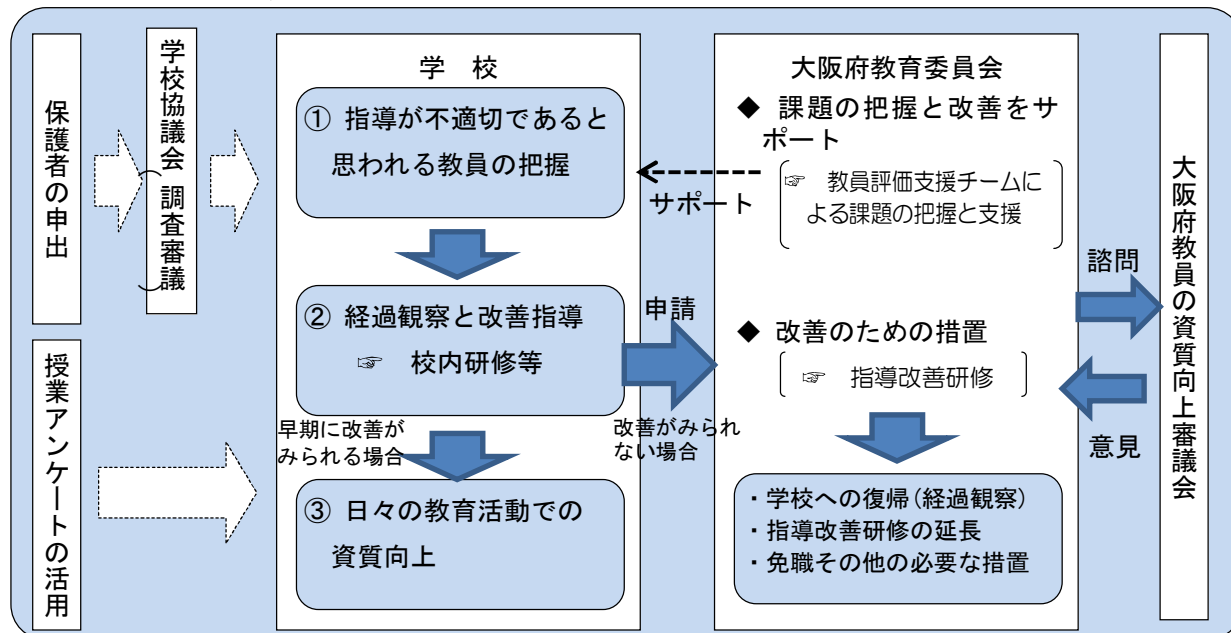 保護者の申出
授業アンケートの活用
学校協議会（調査審議）
学　校
① 指導が不適切であると
思われる教員の把握
② 経過観察と改善指導
☞　校内研修等
早期に改善が
みられる場合
③ 日々の教育活動での
資質向上
サポート
申請
改善がみられ
ない場合
大阪府教育委員会
◆ 課題の把握と改善をサ
ポート
☞　教員評価支援チームに
よる課題の把握と支援
◆ 改善のための措置
☞　指導改善研修
・学校への復帰（経過観察）
・指導改善研修の延長
・免職その他の必要な措置
諮問
意見
大阪府教員の資質向上審議会